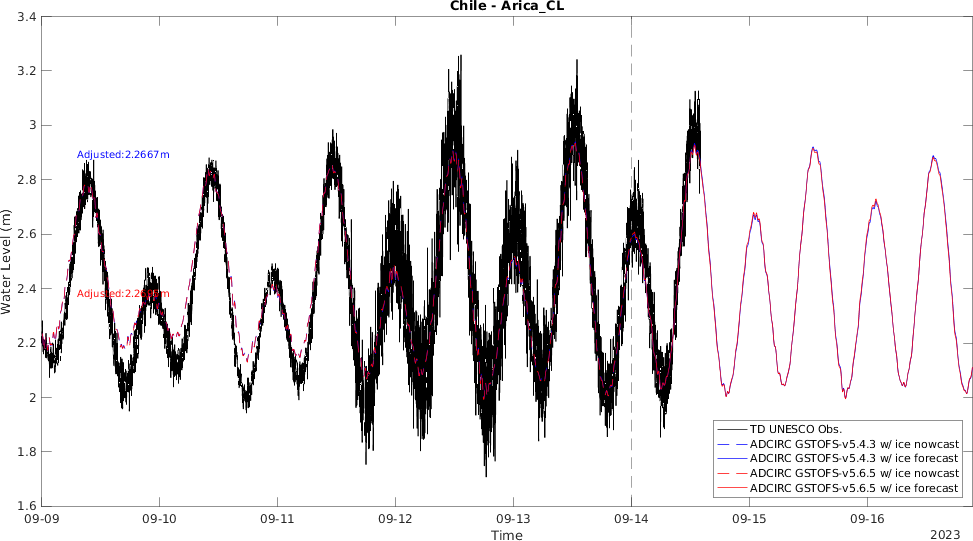 Chile - Arica_CL
3.4
3.2
3
2.8
2.6
2.4
2.2
2
1.8
1.6
Water Level (m)
Adjusted:2.2667m
TD UNESCO Obs.
ADCIRC GSTOFS-v5.4.3 w/ ice nowcast
ADCIRC GSTOFS-v5.4.3 w/ ice forecast
ADCIRC GSTOFS-v5.6.5 w/ ice nowcast
ADCIRC GSTOFS-v5.6.5 w/ ice forecast
09-09
09-10
09-11
09-12
09-13
09-14
09-15
09-16
Time
2023